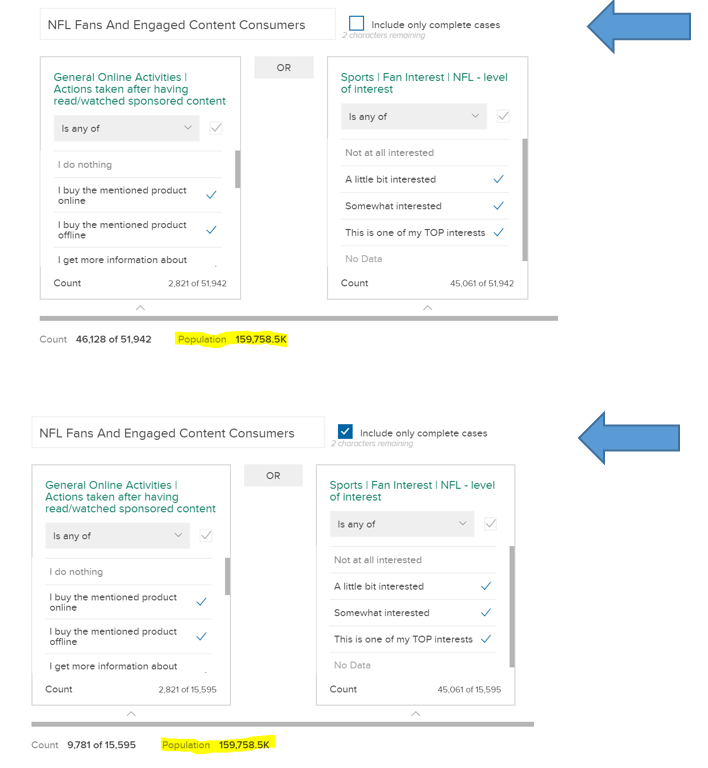 NFL Fans And Engaged Content Consumers
Include only complete cases
2 characters remaining
General Online Activities |
Actions taken after having
read/watched sponsored content
OR
Sports | Fan Interest | NFL - level
of interest
Is any of
Is any of
I do nothing
Not at all interested
I buy the mentioned product
online
A little bit interested
Somewhat interested
I buy the mentioned product
offline
This is one of my TOP interests
I get more information about
No Data
Count 2,821 of 51,942
Count 45,061 of 51,942
Count 46,128 of 51,942 Population 159,758.5K
NFL Fans And Engaged Content Consumers
Include only complete cases
2 characters remaining
General Online Activities |
Actions taken after having
read/watched sponsored content
OR
Sports | Fan Interest | NFL - level
of interest
Is any of
Is any of
I do nothing
Not at all interested
I buy the mentioned product
online
A little bit interested
Somewhat interested
I buy the mentioned product
offline
This is one of my TOP interests
I get more information about
No Data
Count 2,821 of 15,595
Count 45,061 of 15,595
Count 9,781 of 15,595 Population 159,758.5K